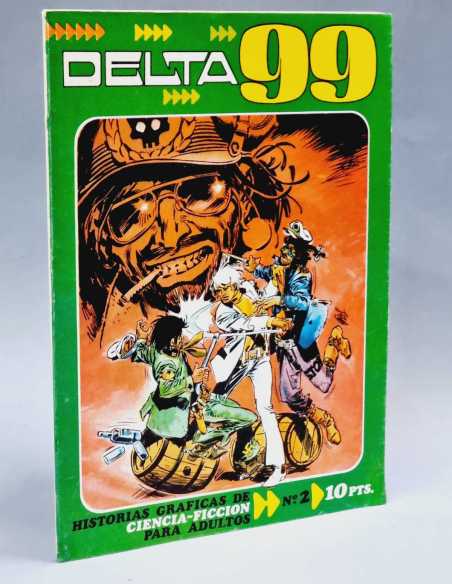 DELTA 99
HISTORIAS GRAFICAS DE
CIENCIA-FICCION
PARA ADULTOS
Nº 2 10 PTS.